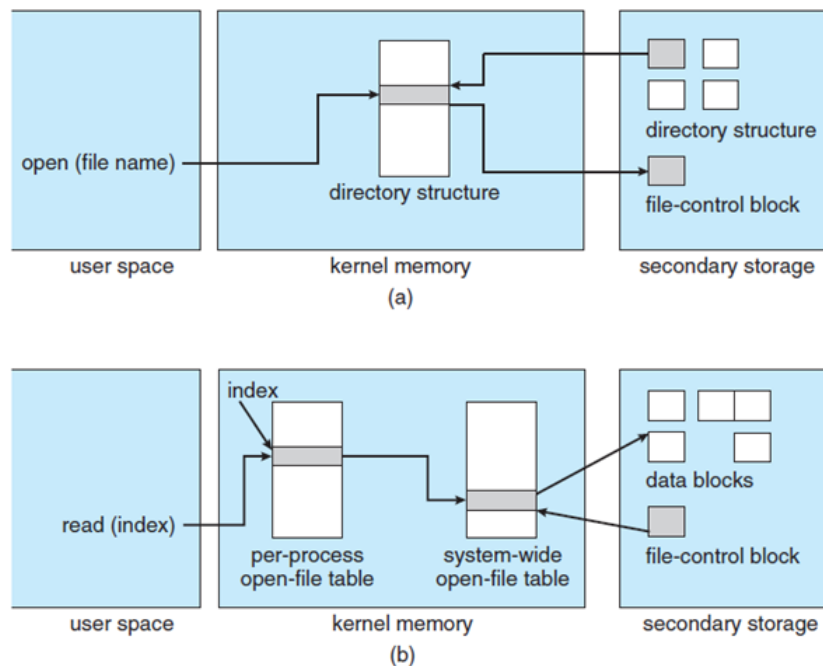 directory structure
open (file name)
directory structure
file-control block
user space
kernel memory
secondary storage
(a)
index
data blocks
read (index)
per-process
open-file table
system-wide
open-file table
file-control block
user space
kernel memory
secondary storage
(b)